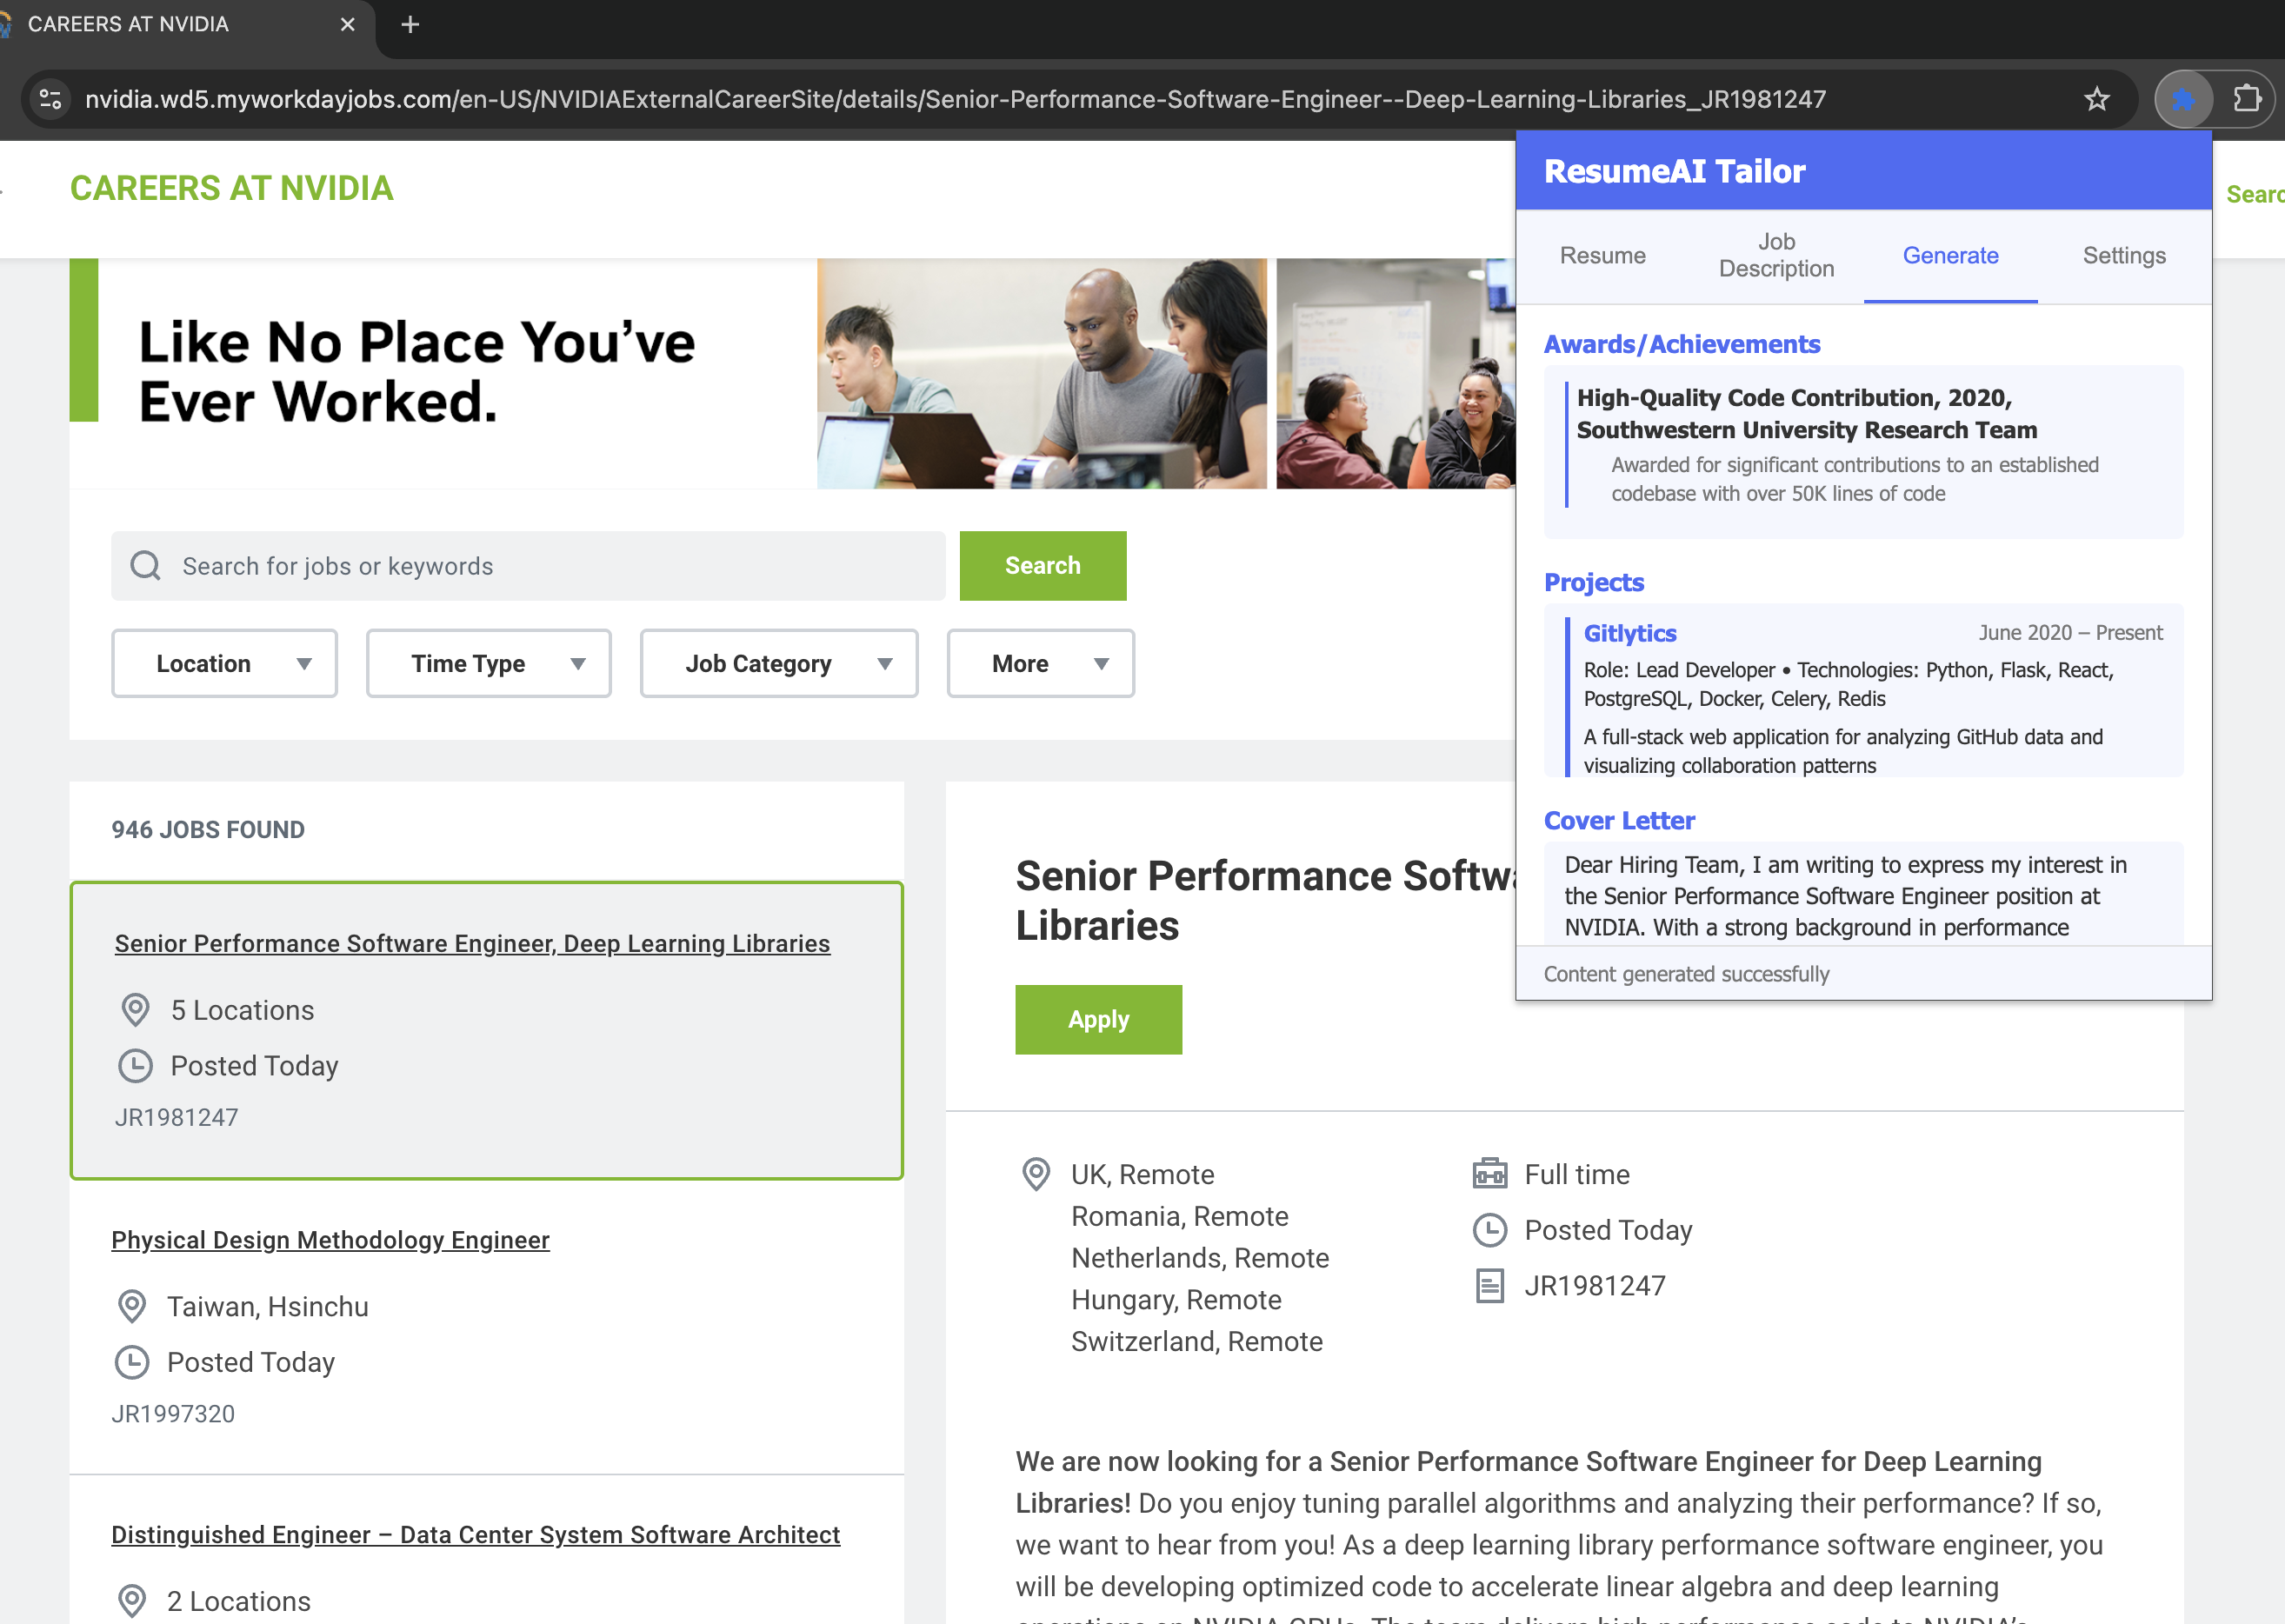 CAREERS AT NVIDIA
nvidia.wd5.myworkdayjobs.com/en-US/NVIDIAExternalCareerSite/details/Senior-Performance-Software-Engineer--Deep-Learning-Libraries_JR1981247
CAREERS AT NVIDIA
Like No Place You’ve
Ever Worked.
Search for jobs or keywords
Search
Location
Time Type
Job Category
More
946 JOBS FOUND
Senior Performance Software Engineer, Deep Learning Libraries
5 Locations
Posted Today
JR1981247
Physical Design Methodology Engineer
Taiwan, Hsinchu
Posted Today
JR1997320
Distinguished Engineer – Data Center System Software Architect
2 Locations
Senior Performance
Libraries
Apply
UK, Remote
Romania, Remote
Netherlands, Remote
Hungary, Remote
Switzerland, Remote
Full time
Posted Today
JR1981247
We are now looking for a Senior Performance Software Engineer for Deep Learning
Libraries! Do you enjoy tuning parallel algorithms and analyzing their performance? If so,
we want to hear from you! As a deep learning library performance software engineer, you
will be developing optimized code to accelerate linear algebra and deep learning
ResumeAI Tailor
Resume
Job
Description
Generate
Settings
Awards/Achievements
High-Quality Code Contribution, 2020,
Southwestern University Research Team
Awarded for significant contributions to an established
codebase with over 50K lines of code
Projects
Gitlytics
June 2020 – Present
Role: Lead Developer • Technologies: Python, Flask, React,
PostgreSQL, Docker, Celery, Redis
A full-stack web application for analyzing GitHub data and
visualizing collaboration patterns
Cover Letter
Dear Hiring Team, I am writing to express my interest in
the Senior Performance Software Engineer position at
NVIDIA. With a strong background in performance
Content generated successfully